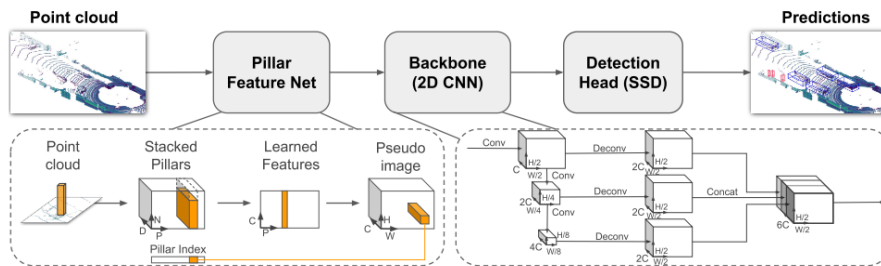 Point cloud
Predictions
Pillar
Feature Net
Backbone
(2D CNN)
Detection
Head (SSD)
Point
cloud
Stacked
Pillars
Learned
Features
Pseudo
image
N
D
P
C
P
H
C
W
Pillar Index
Conv
H/2
C
W/2
Conv
H/4
2C
W/4
Conv
H/8
4C
W/8
Deconv
H/2
2C
W/2
Deconv
H/2
2C
W/2
Deconv
H/2
2C
W/2
Concat
H/2
6C
W/2